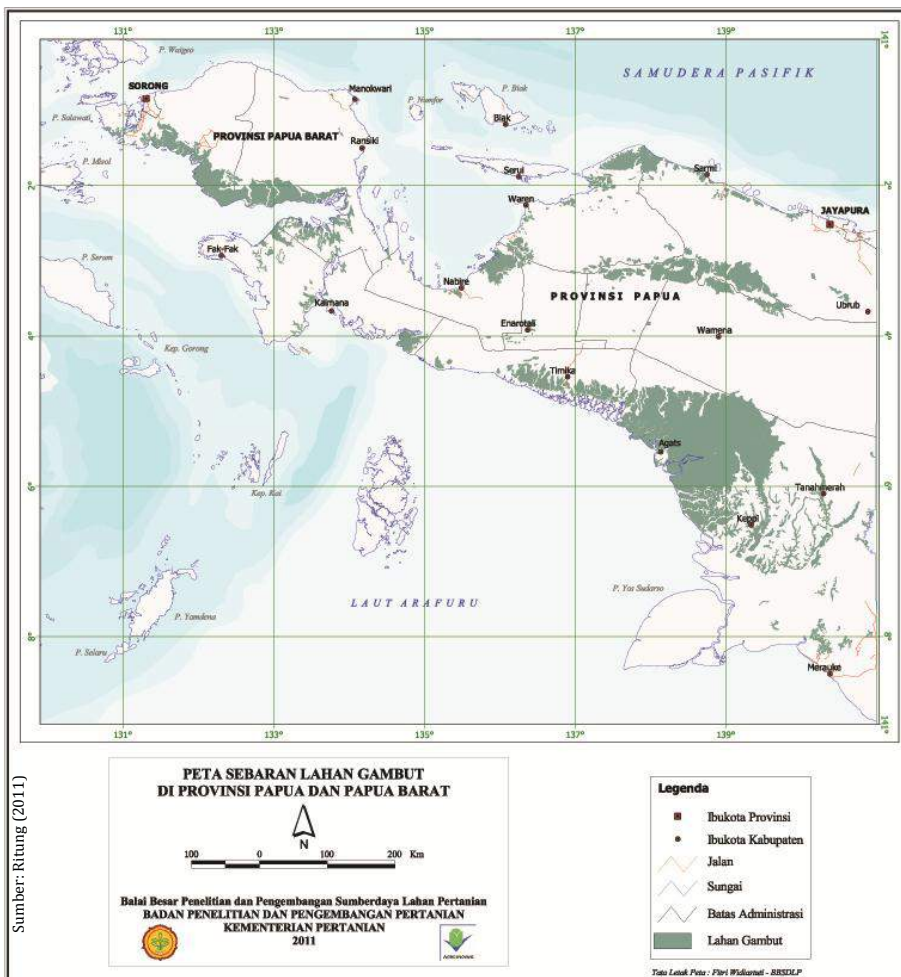 131° 133° 135° 137° 139° 141°
P. Waigeo
SAMUDERA PASIFIK
SORONG
Manokwari
P. Biak
P. Numfor
P. Salawati
PROVINSI PAPUA BARAT
Biak
Ransiki
P. Misol
Serui
Sarmi
2° 2°
Waren
JAYAPURA
Fak-Fak
P. Seram
Nabire
PROVINSI PAPUA
Ubrub
Kaimana
Enarotali
Wamena
4° 4°
Kep. Gorong
Timika
Agats
Kep. Kai
6° 6°
Tanahmerah
Keppi
P. Yos Sudarso
LAUT ARAFURU
P. Yamdena
8° 8°
P. Selaru
Merauke
131° 133° 135° 137° 139° 141°
PETA SEBARAN LAHAN GAMBUT
DI PROVINSI PAPUA DAN PAPUA BARAT
N
100 0 100 200 Km
Balai Besar Penelitian dan Pengembangan Sumberdaya Lahan Pertanian
BADAN PENELITIAN DAN PENGEMBANGAN PERTANIAN
KEMENTERIAN PERTANIAN
2011
Legenda
Ibukota Provinsi
Ibukota Kabupaten
Jalan
Sungai
Batas Administrasi
Lahan Gambut
Tata Letak Peta : Fitri Widiastuti - BBSDLP
Sumber: Ritung (2011)